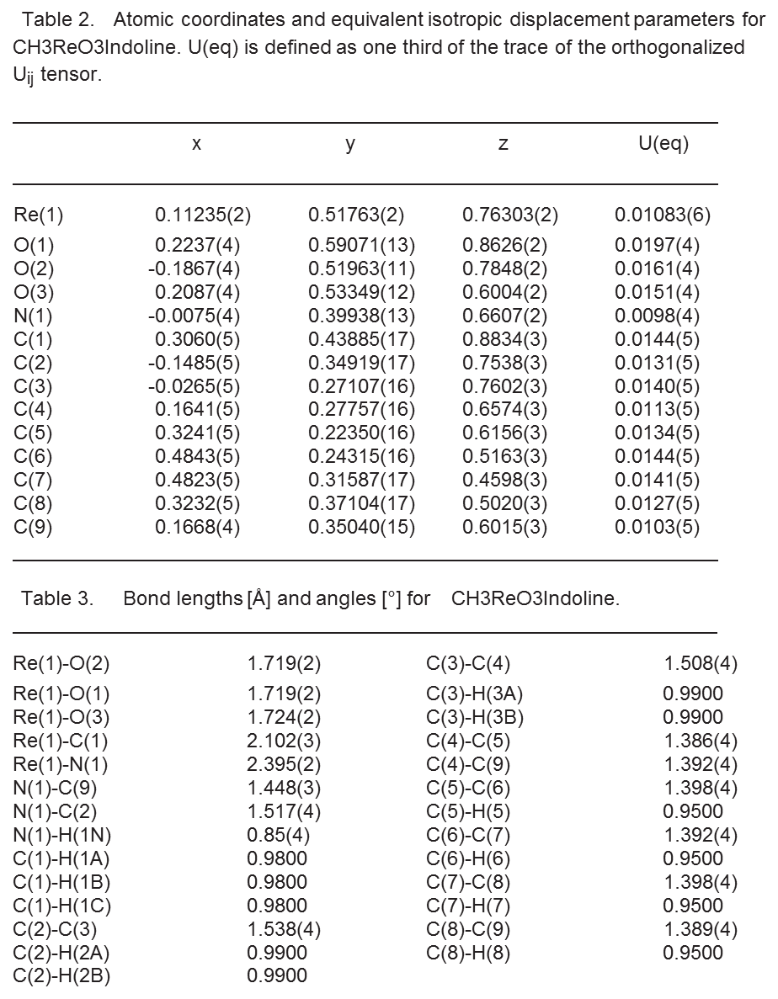 Table 2. Atomic coordinates and equivalent isotropic displacement parameters for
CH3ReO3Indoline. U(eq) is defined as one third of the trace of the orthogonalized
Uij tensor.
x y z U(eq)
Re(1) 0.11235(2) 0.51763(2) 0.76303(2) 0.01083(6)
O(1) 0.2237(4) 0.59071(13) 0.8626(2) 0.0197(4)
O(2) -0.1867(4) 0.51963(11) 0.7848(2) 0.0161(4)
O(3) 0.2087(4) 0.53349(12) 0.6004(2) 0.0151(4)
N(1) -0.0075(4) 0.39938(13) 0.6607(2) 0.0098(4)
C(1) 0.3060(5) 0.43885(17) 0.8834(3) 0.0144(5)
C(2) -0.1485(5) 0.34919(17) 0.7538(3) 0.0131(5)
C(3) -0.0265(5) 0.27107(16) 0.7602(3) 0.0140(5)
C(4) 0.1641(5) 0.27757(16) 0.6574(3) 0.0113(5)
C(5) 0.3241(5) 0.22350(16) 0.6156(3) 0.0134(5)
C(6) 0.4843(5) 0.24315(16) 0.5163(3) 0.0144(5)
C(7) 0.4823(5) 0.31587(17) 0.4598(3) 0.0141(5)
C(8) 0.3232(5) 0.37104(17) 0.5020(3) 0.0127(5)
C(9) 0.1668(4) 0.35040(15) 0.6015(3) 0.0103(5)
Table 3. Bond lengths [Å] and angles [°] for CH3ReO3Indoline.
Re(1)-O(2) 1.719(2) C(3)-C(4) 1.508(4)
Re(1)-O(1) 1.719(2) C(3)-H(3A) 0.9900
Re(1)-O(3) 1.724(2) C(3)-H(3B) 0.9900
Re(1)-C(1) 2.102(3) C(4)-C(5) 1.386(4)
Re(1)-N(1) 2.395(2) C(4)-C(9) 1.392(4)
N(1)-C(9) 1.448(3) C(5)-C(6) 1.398(4)
N(1)-C(2) 1.517(4) C(5)-H(5) 0.9500
N(1)-H(1N) 0.85(4) C(6)-C(7) 1.392(4)
C(1)-H(1A) 0.9800 C(6)-H(6) 0.9500
C(1)-H(1B) 0.9800 C(7)-C(8) 1.398(4)
C(1)-H(1C) 0.9800 C(7)-H(7) 0.9500
C(2)-C(3) 1.538(4) C(8)-C(9) 1.389(4)
C(2)-H(2A) 0.9900 C(8)-H(8) 0.9500
C(2)-H(2B) 0.9900